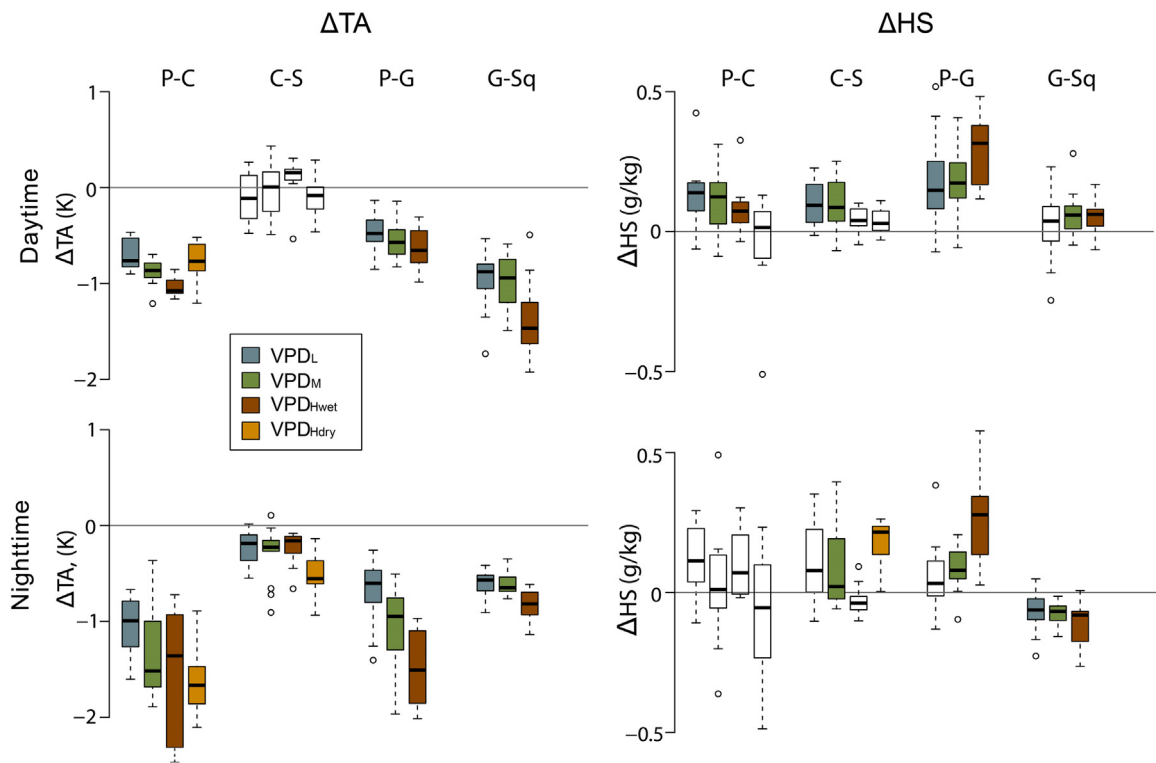 ΔTA ΔHS
P-C C-S P-G G-Sq P-C C-S P-G G-Sq
Daytime
ΔTA (K)
1
0
−1
−2
ΔHS (g/kg)
0.5
0
−0.5
VPDL
VPDM
VPDHwet
VPDHdry
Nighttime
ΔTA, (K)
1
0
−1
−2
ΔHS (g/kg)
0.5
0
−0.5